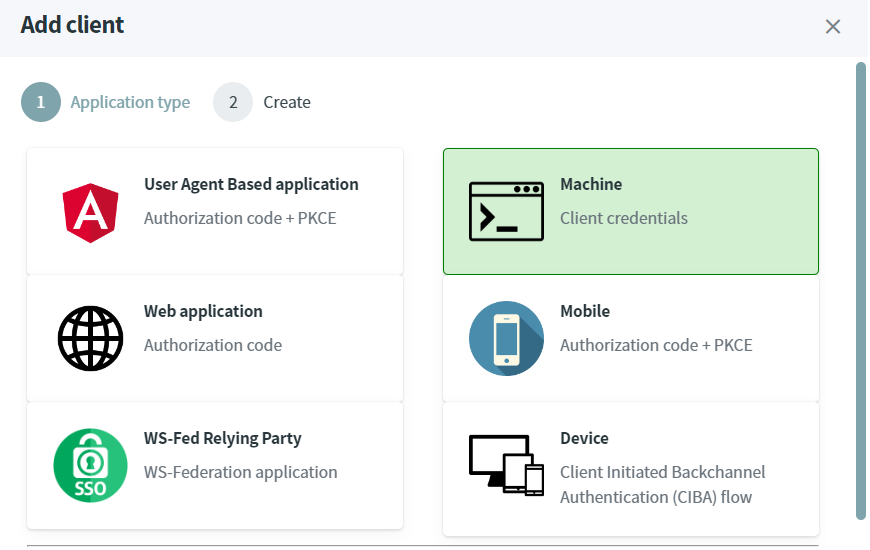 Add client
1 Application type 2 Create
User Agent Based application
Authorization code + PKCE
Machine
Client credentials
Web application
Authorization code
Mobile
Authorization code + PKCE
SSO
WS-Fed Relying Party
WS-Federation application
Device
Client Initiated Backchannel
Authentication (CIBA) flow